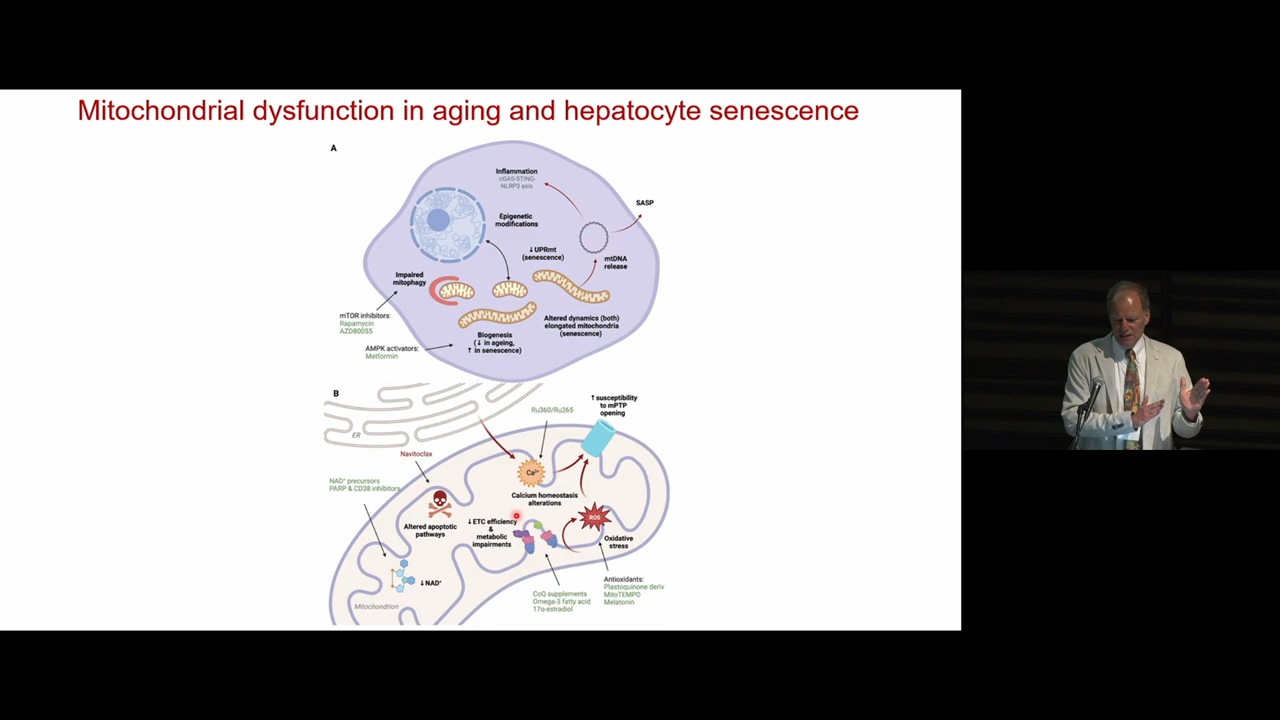 Mitochondrial dysfunction in aging and hepatocyte senescence
A
Inflammation
cGAS-STING-
NLRP3 axis
SASP
Epigenetic
modifications
↓UPRmt
(senescence)
mtDNA
release
Impaired
mitophagy
mTOR inhibitors:
Rapamycin
AZD80055
Altered dynamics (both)
elongated mitochondria
(senescence)
Biogenesis
(↓ in ageing,
↑ in senescence)
AMPK activators:
Metformin
B
↑ susceptibility
to mPTP
opening
Ru360/Ru265
ER
Navitoclax
Ca²⁺
NAD⁺ precursors
PARP & CD38 inhibitors
Calcium homeostasis
alterations
Altered apoptotic
pathways
↓ETC efficiency
&
metabolic
impairments
ROS
Oxidative
stress
↓NAD⁺
Antioxidants:
Plastoquinone deriv
MitoTEMPO
Melatonin
CoQ supplements
Omega-3 fatty acid
17α-estradiol
Mitochondrion